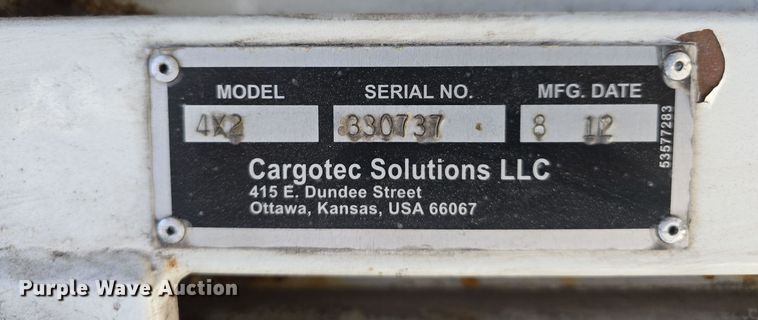 MODEL SERIAL NO. MFG. DATE
4X2 330737 8 12
Cargotec Solutions LLC
415 E. Dundee Street
Ottawa, Kansas, USA 66067
53577283
Purple Wave Auction